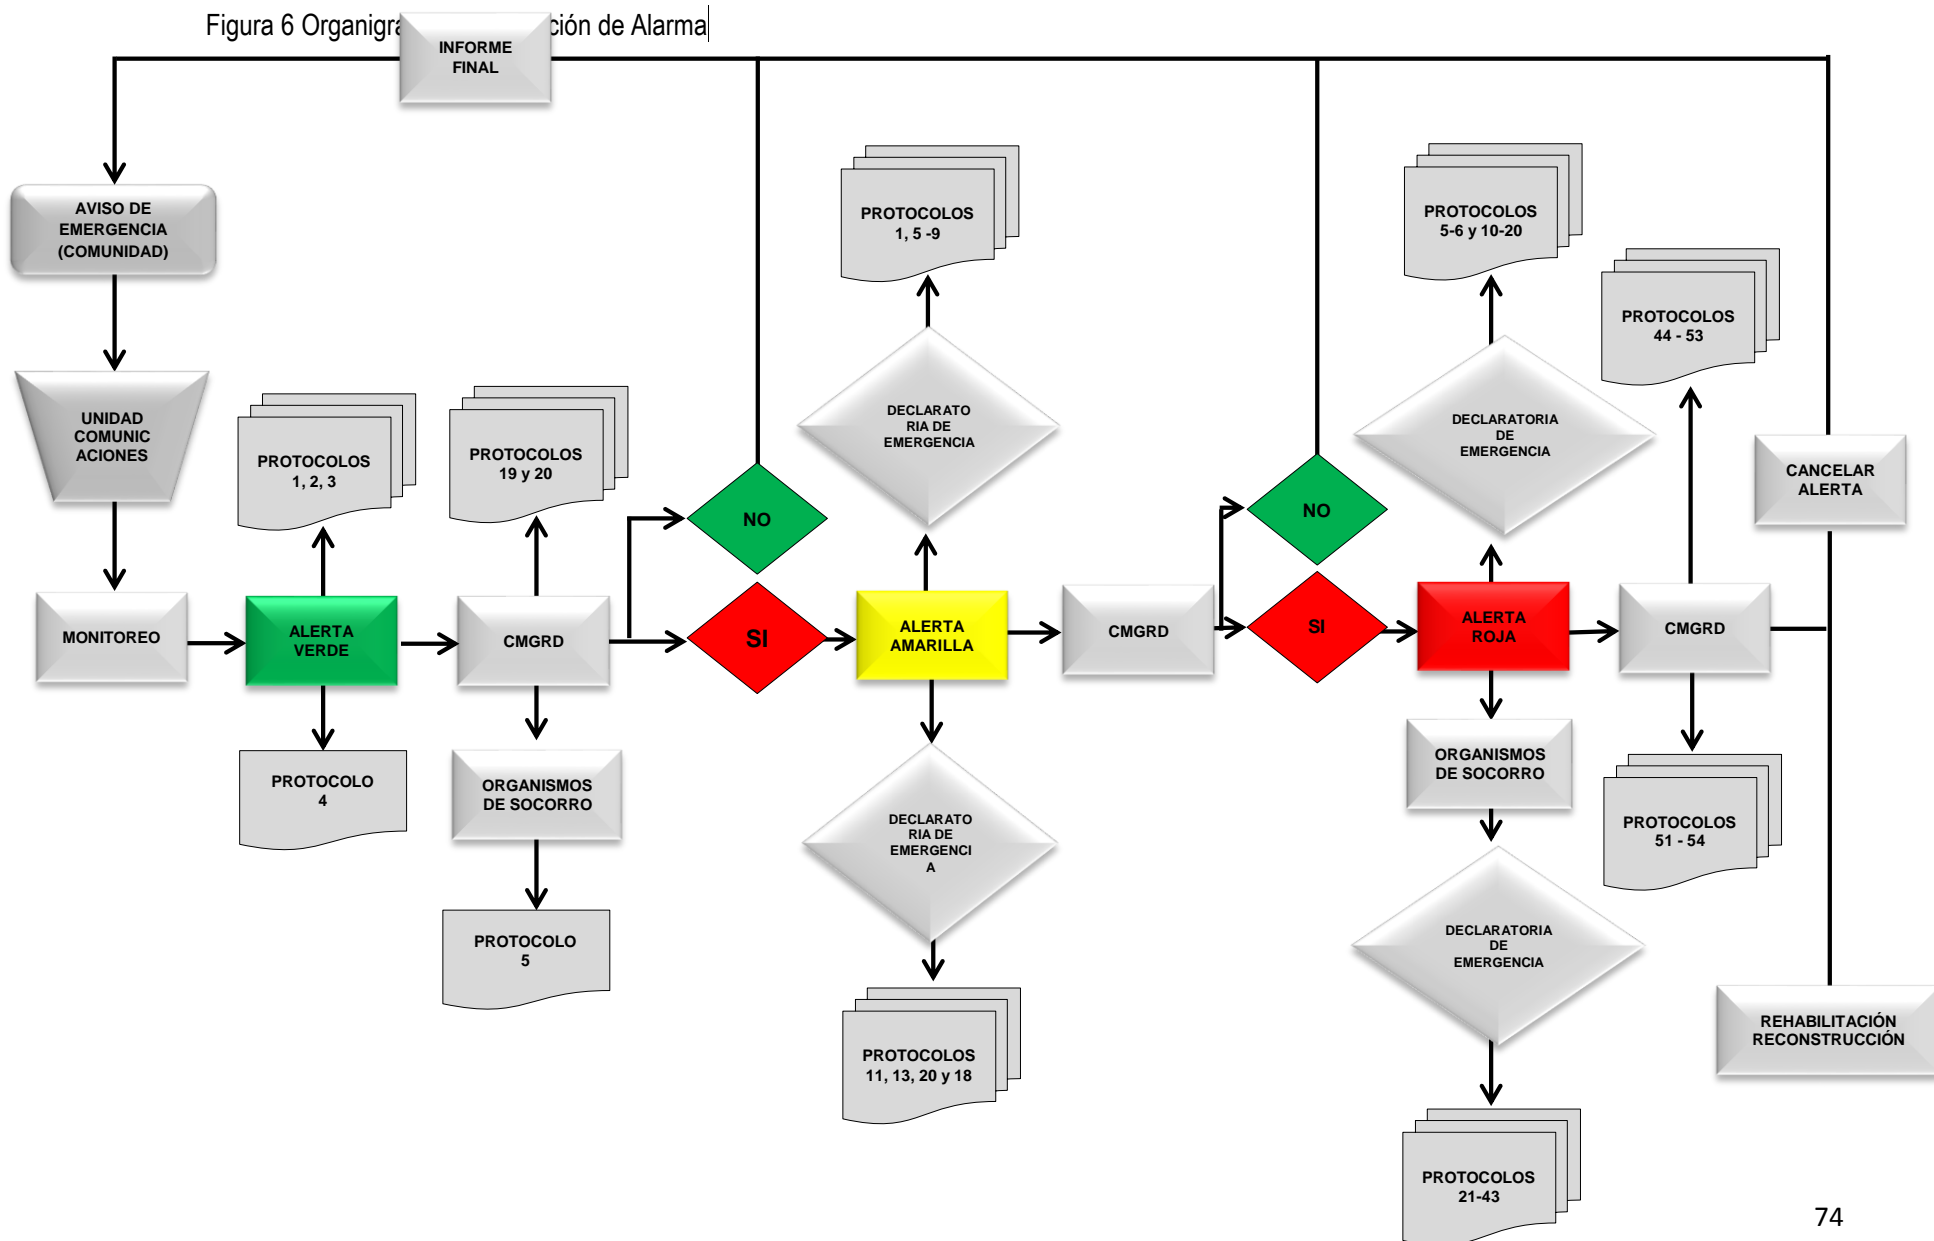 Figura 6 ción de Alarma
INFORME
FINAL
AVISO DE
EMERGENCIA
(COMUNIDAD)
UNIDAD
COMUNIC
ACIONES
MONITOREO
PROTOCOLOS
1, 2, 3
ALERTA
VERDE
PROTOCOLO
4
PROTOCOLOS
19 y 20
CMGRD
ORGANISMOS
DE SOCORRO
PROTOCOLO
5
NO
SI
PROTOCOLOS
1, 5 -9
DECLARATO
RIA DE
EMERGENCIA
ALERTA
AMARILLA
DECLARATO
RIA DE
EMERGENCI
A
PROTOCOLOS
11, 13, 20 y 18
CMGRD
NO
SI
PROTOCOLOS
5-6 y 10-20
DECLARATORIA
DE
EMERGENCIA
ALERTA
ROJA
ORGANISMOS
DE SOCORRO
DECLARATORIA
DE
EMERGENCIA
PROTOCOLOS
21-43
PROTOCOLOS
44 - 53
CMGRD
PROTOCOLOS
51 - 54
CANCELAR
ALERTA
REHABILITACIÓN
RECONSTRUCCIÓN
74